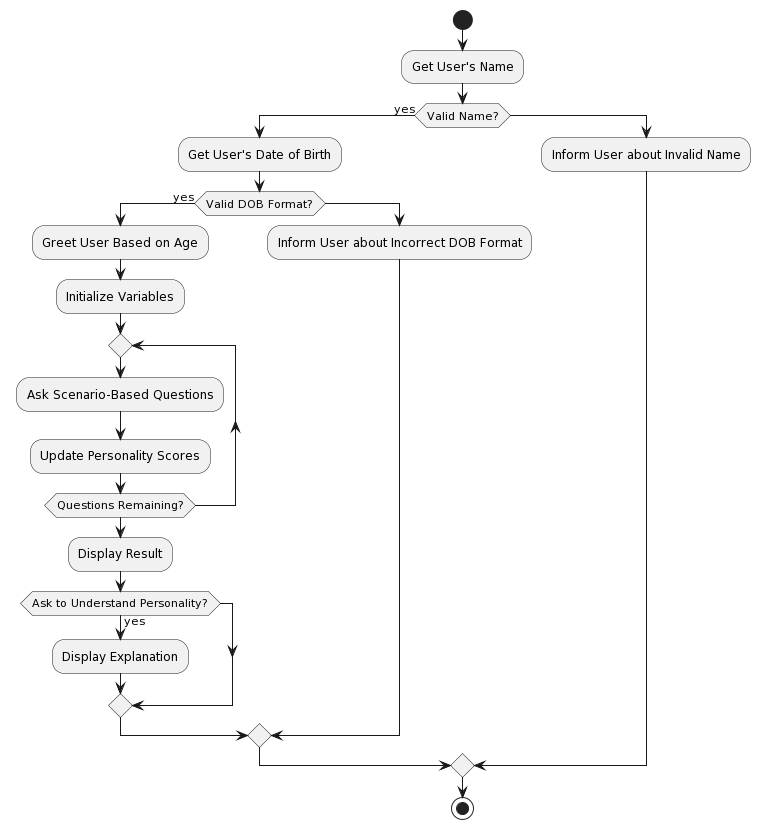 Get User's Name
yes
Valid Name?
Get User's Date of Birth
Inform User about Invalid Name
yes
Valid DOB Format?
Greet User Based on Age
Inform User about Incorrect DOB Format
Initialize Variables
Ask Scenario-Based Questions
Update Personality Scores
Questions Remaining?
Display Result
Ask to Understand Personality?
yes
Display Explanation